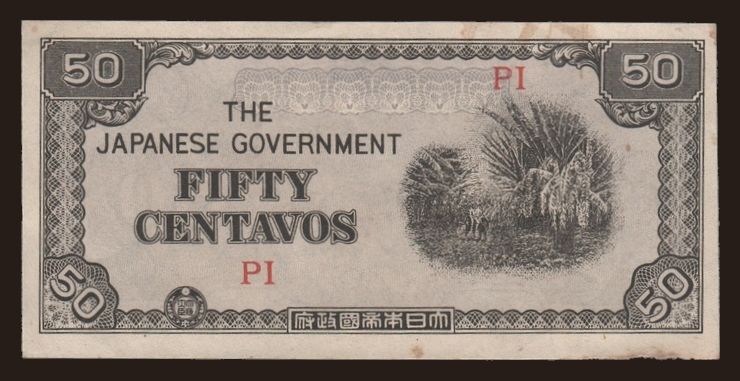 50
50
PI
THE
JAPANESE GOVERNMENT
FIFTY
CENTAVOS
PI
50
50
府政國帝本日大